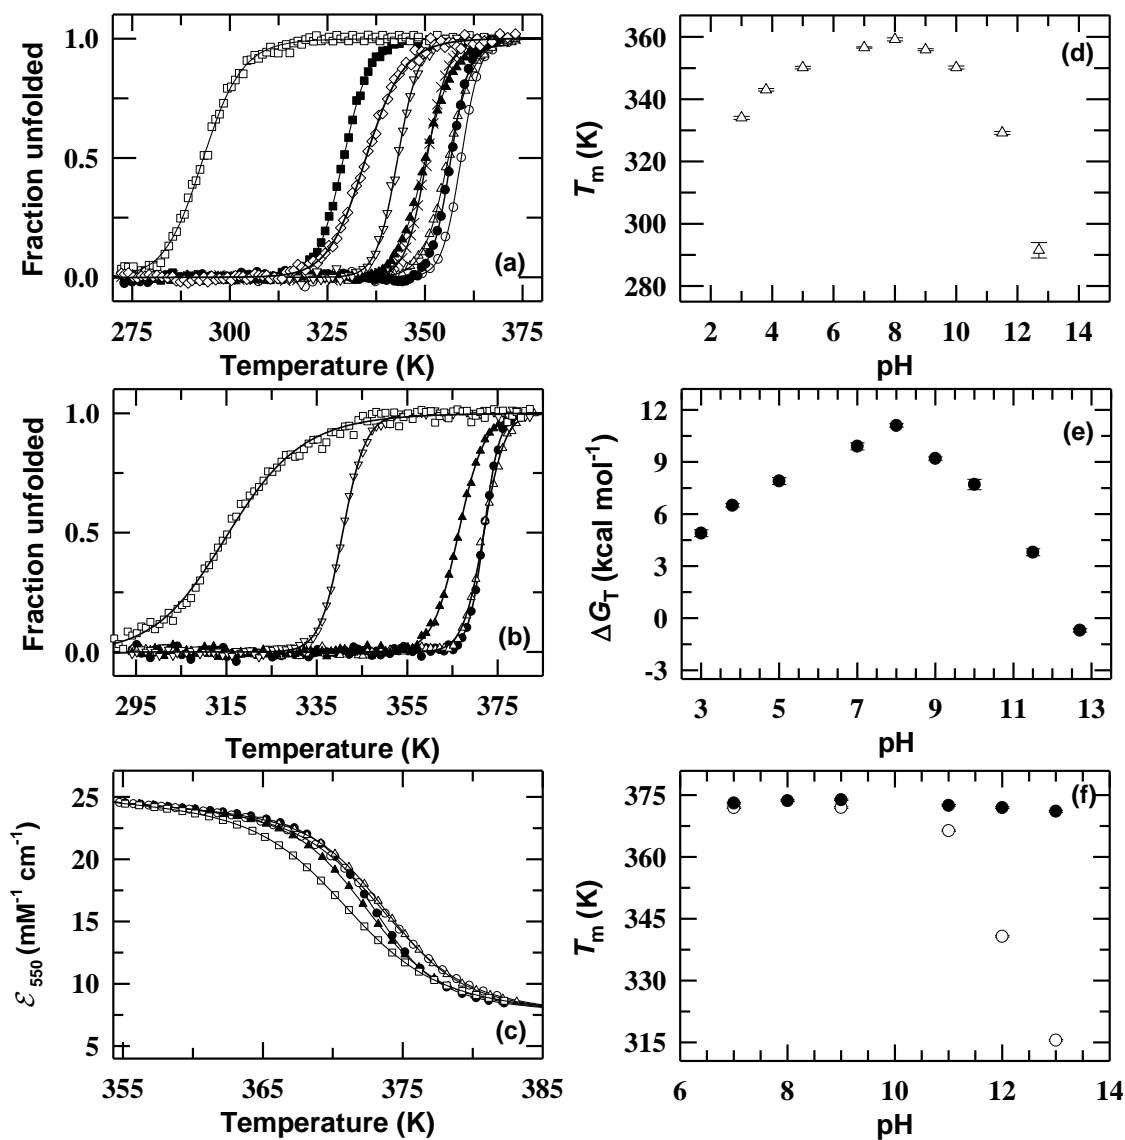 1.0
0.5
0.0
Fraction unfolded
(a)
275 300 325 350 375
Temperature (K)
360
340
320
300
280
Tm (K)
(d)
2 4 6 8 10 12 14
pH
1.0
0.5
0.0
Fraction unfolded
(b)
295 315 335 355 375
Temperature (K)
12
9
6
3
0
-3
ΔGT (kcal mol-1)
(e)
3 5 7 9 11 13
pH
25
20
15
10
5
ℰ 550 (mM-1 cm-1)
(c)
355 365 375 385
Temperature (K)
375
360
345
330
315
Tm (K)
(f)
6 8 10 12 14
pH